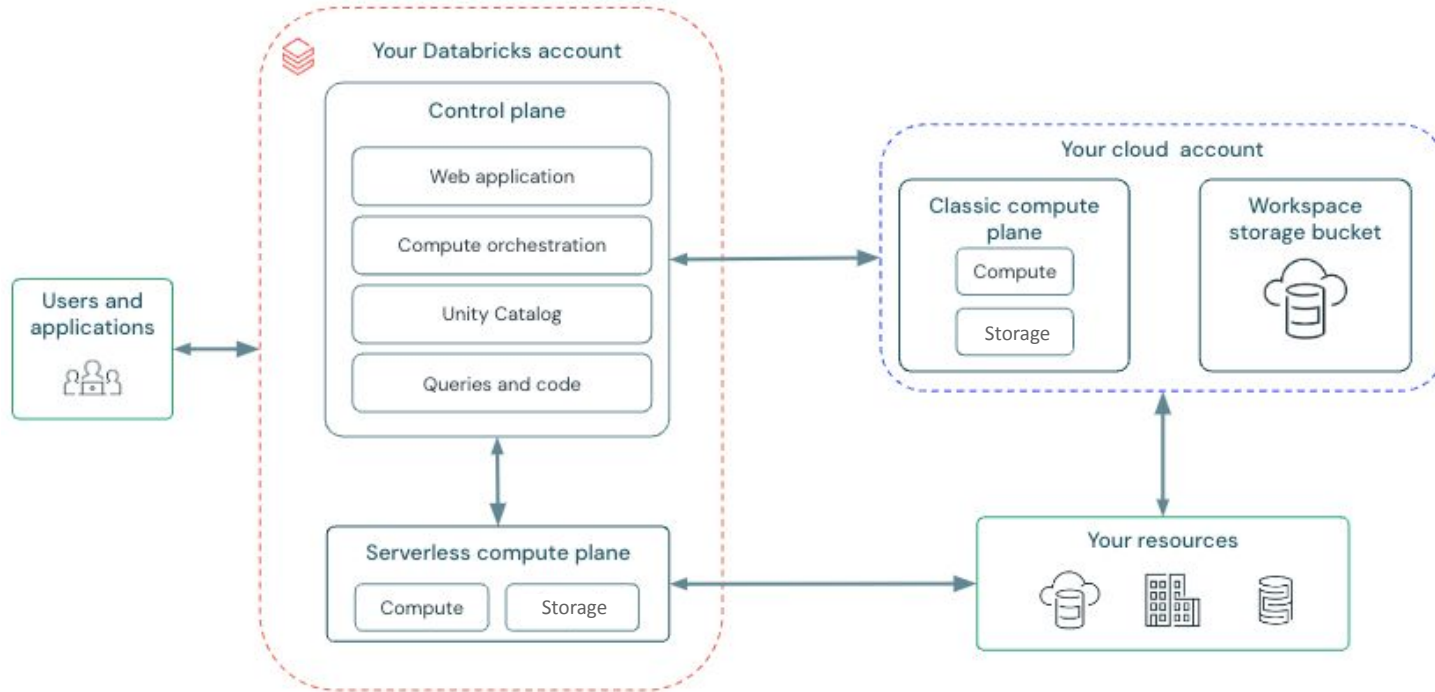 Your Databricks account
Control plane
Web application
Compute orchestration
Unity Catalog
Queries and code
Serverless compute plane
Compute
Storage
Users and
applications
Your cloud account
Classic compute
plane
Compute
Storage
Workspace
storage bucket
Your resources